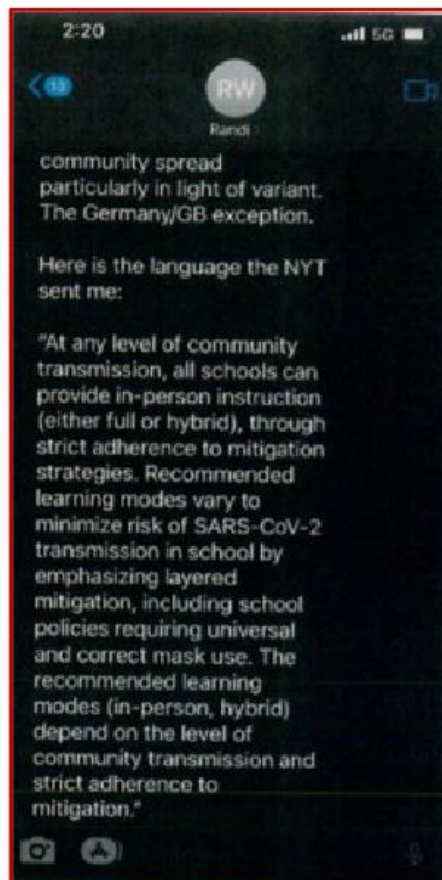 2:20
5G
13
RW
Randi
community spread
particularly in light of variant.
The Germany/GB exception.
Here is the language the NYT
sent me:
"At any level of community
transmission, all schools can
provide in-person instruction
(either full or hybrid), through
strict adherence to mitigation
strategies. Recommended
learning modes vary to
minimize risk of SARS-CoV-2
transmission in school by
emphasizing layered
mitigation, including school
policies requiring universal
and correct mask use. The
recommended learning
modes (in-person, hybrid)
depend on the level of
community transmission and
strict adherence to
mitigation."